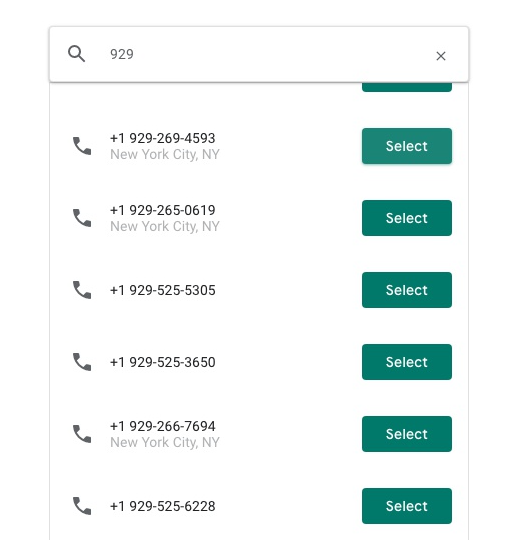 929
+1 929-269-4593
New York City, NY
Select
+1 929-265-0619
New York City, NY
Select
+1 929-525-5305
Select
+1 929-525-3650
Select
+1 929-266-7694
New York City, NY
Select
+1 929-525-6228
Select